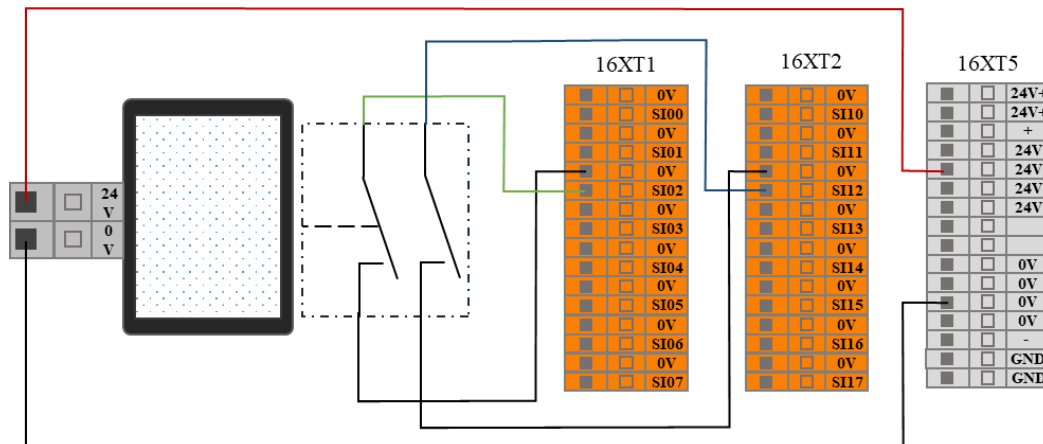 24
V
0
V
16XT1
0V
SI00
0V
SI01
0V
SI02
0V
SI03
0V
SI04
0V
SI05
0V
SI06
0V
SI07
16XT2
0V
SI10
0V
SI11
0V
SI12
0V
SI13
0V
SI14
0V
SI15
0V
SI16
0V
SI17
16XT5
24V+
24V+
+
24V
24V
24V
24V
0V
0V
0V
0V
-
GND
GND